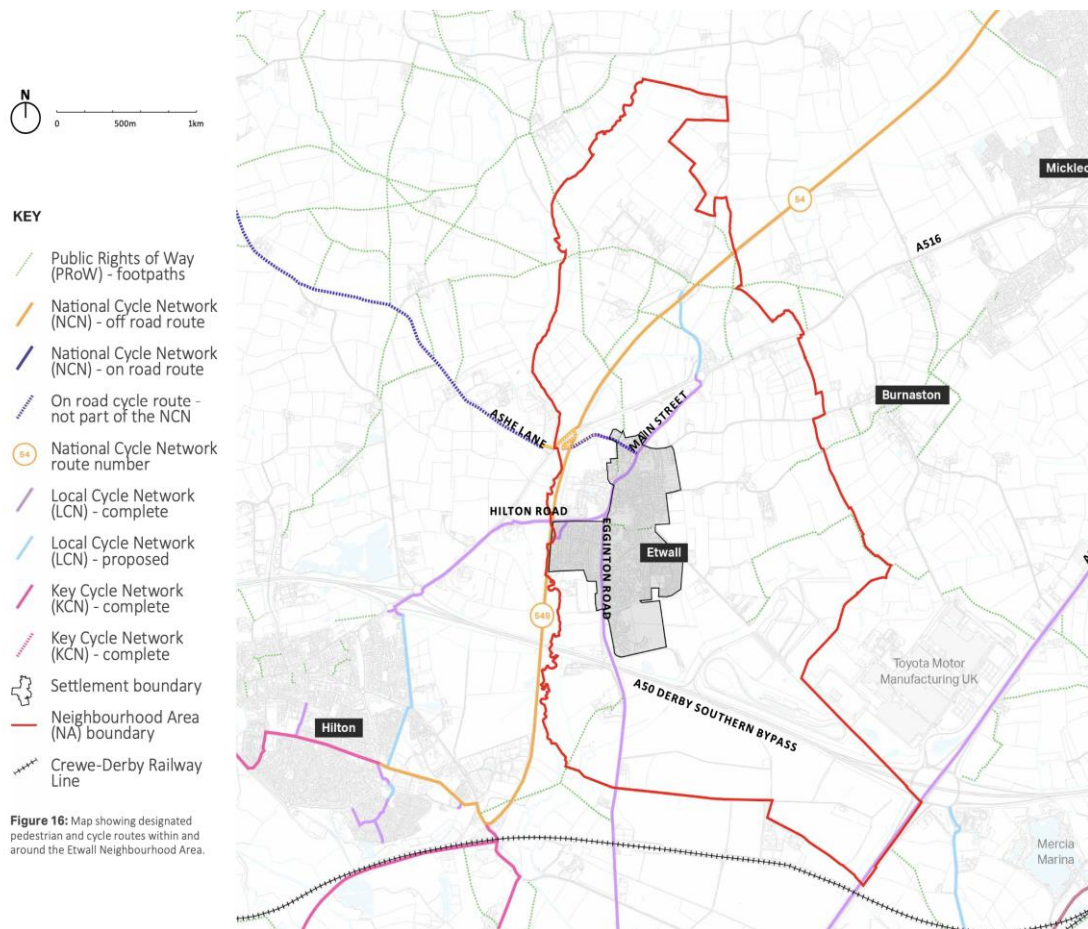 N
0 500m 1km
KEY
Public Rights of Way
(PRoW) - footpaths
National Cycle Network
(NCN) - off road route
National Cycle Network
(NCN) - on road route
On road cycle route -
not part of the NCN
54
National Cycle Network
route number
Local Cycle Network
(LCN) - complete
Local Cycle Network
(LCN) - proposed
Key Cycle Network
(KCN) - complete
Key Cycle Network
(KCN) - complete
Settlement boundary
Neighbourhood Area
(NA) boundary
Crewe-Derby Railway
Line
Figure 16: Map showing designated
pedestrian and cycle routes within and
around the Etwall Neighbourhood Area.
Mickleo
54
A516
Burnaston
MAIN STREET
ASHE LANE
HILTON ROAD
EGGINTON ROAD
Etwall
549
Toyota Motor
Manufacturing UK
A50 DERBY SOUTHERN BYPASS
Hilton
Mercia
Marina